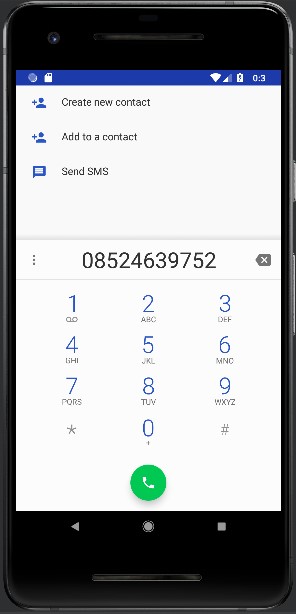 0:3
Create new contact
Add to a contact
Send SMS
08524639752
1 2 3
ABC DEF
4 5 6
GHI JKL MNO
7 8 9
PQRS TUV WXYZ
* 0 #
+